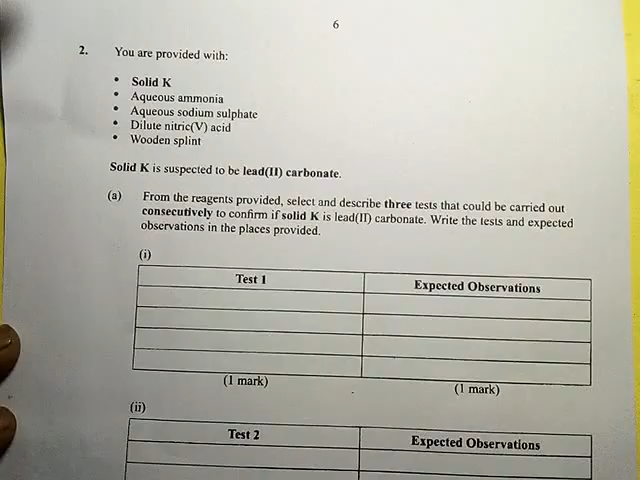 6
2. You are provided with:
• Solid K
• Aqueous ammonia
• Aqueous sodium sulphate
• Dilute nitric(V) acid
• Wooden splint
Solid K is suspected to be lead(II) carbonate.
(a) From the reagents provided, select and describe three tests that could be carried out
consecutively to confirm if solid K is lead(II) carbonate. Write the tests and expected
observations in the places provided.
(i)
Test 1 Expected Observations
(1 mark) (1 mark)
(ii)
Test 2 Expected Observations